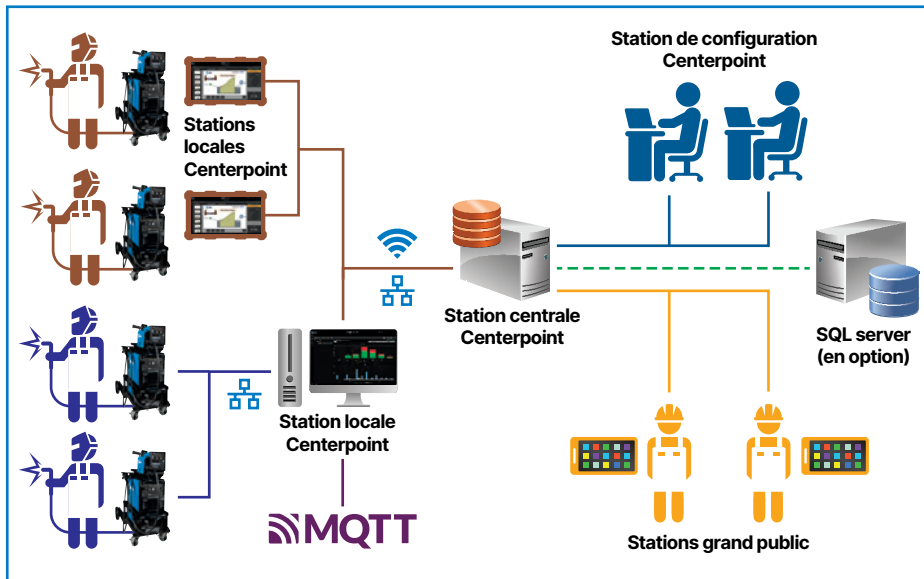 Station de configuration
Centerpoint
Stations
locales
Centerpoint
Station centrale
Centerpoint
SQL server
(en option)
Station locale
Centerpoint
MQTT
Stations grand public